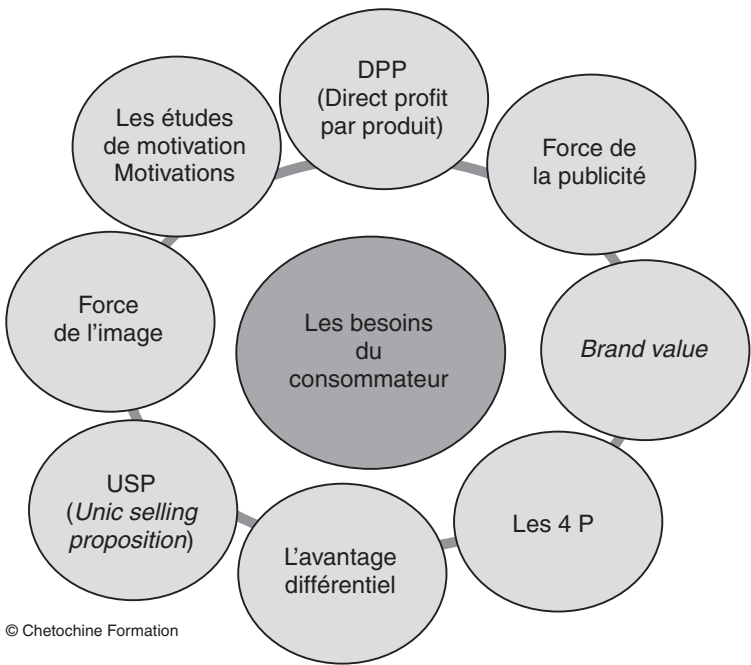 DPP
(Direct profit
par produit)
Les études
de motivation
Motivations
Force de
la publicité
Force
de l'image
Les besoins
du
consommateur
Brand value
USP
(Unic selling
proposition)
L'avantage
différentiel
Les 4 P
© Chetochine Formation